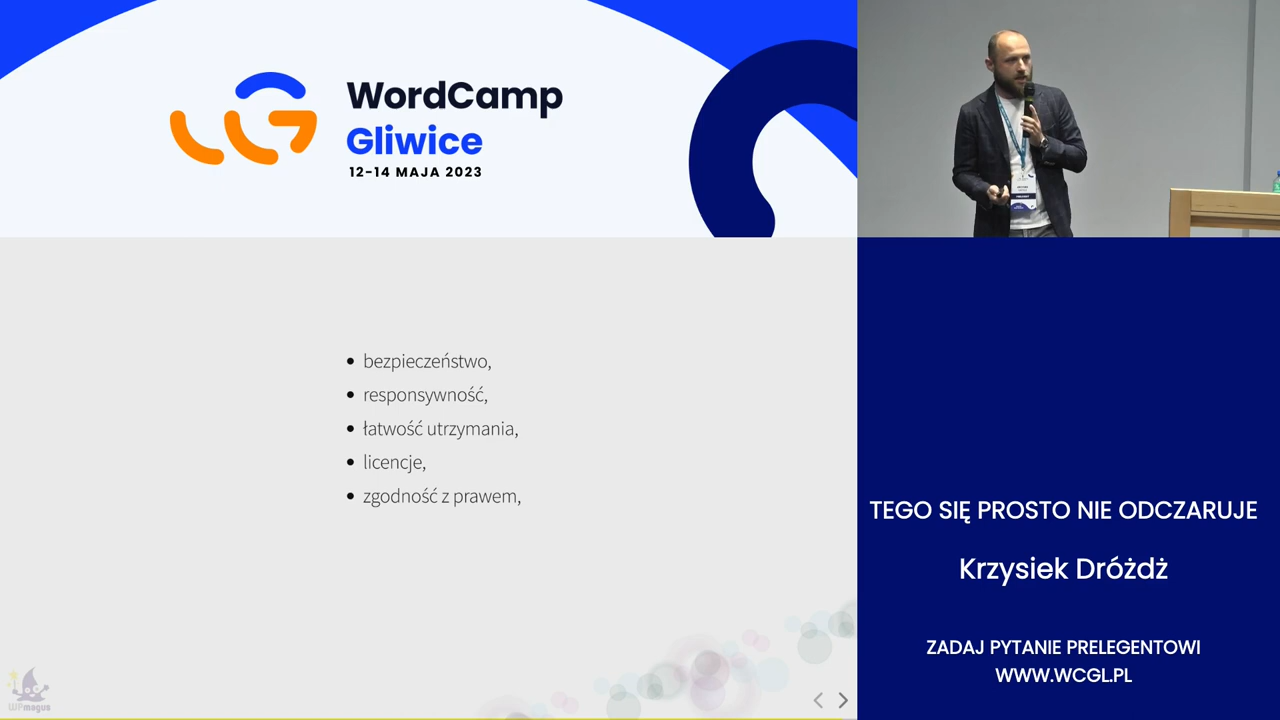 WordCamp
Gliwice
12-14 MAJA 2023
bezpieczeństwo,
responsywność,
łatwość utrzymania,
licencje,
zgodność z prawem,
WPmagus
TEGO SIĘ PROSTO NIE ODCZARUJE
Krzysiek Dróżdż
ZADAJ PYTANIE PRELEGENTOWI
WWW.WCGL.PL